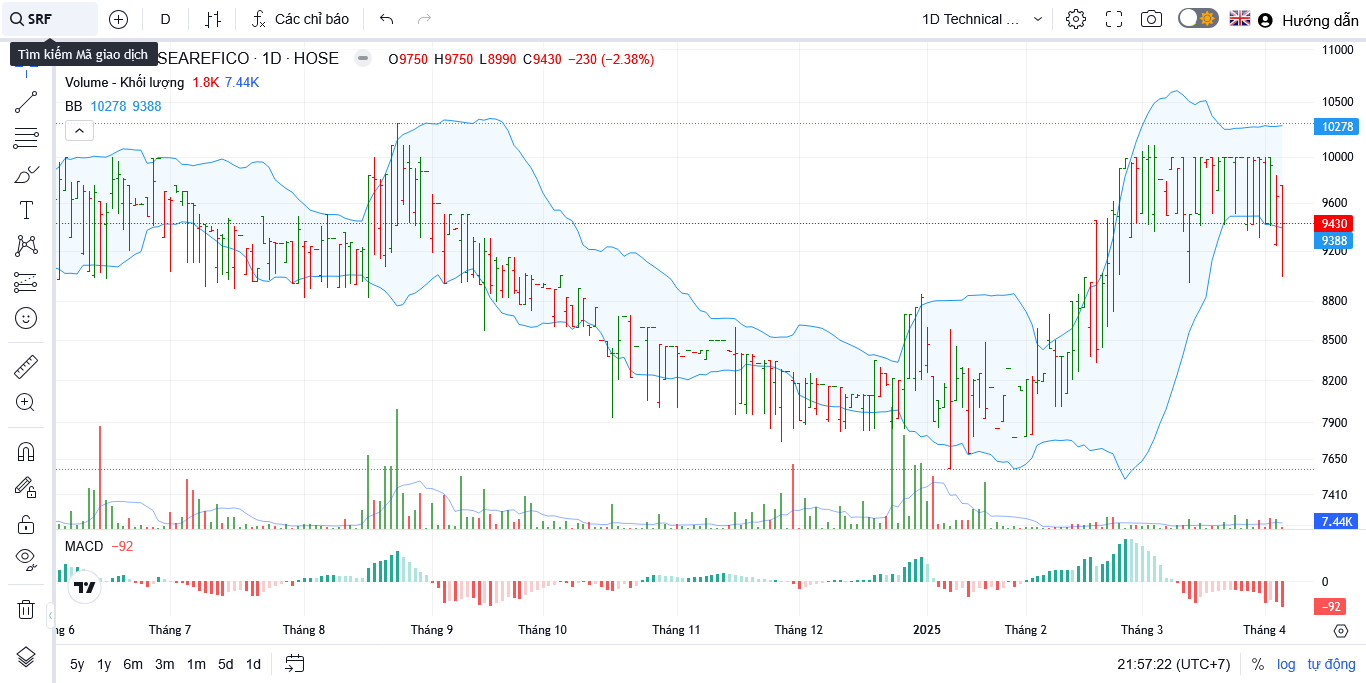 SRF D Các chỉ báo 1D Technical ... Hướng dẫn
Tìm kiếm Mã giao dịch
SEAREFICO · 1D · HOSE O9750 H9750 L8990 C9430 −230 (−2.38%)
Volume - Khối lượng 1.8K 7.44K
BB 10278 9388
11000
10500
10278
10000
9600
9430
9388
9200
8800
8500
8200
7900
7650
7410
7.44K
MACD −92
0
−92
ng 6 Tháng 7 Tháng 8 Tháng 9 Tháng 10 Tháng 11 Tháng 12 2025 Tháng 2 Tháng 3 Tháng 4
5y 1y 6m 3m 1m 5d 1d 21:57:22 (UTC+7) % log tự động